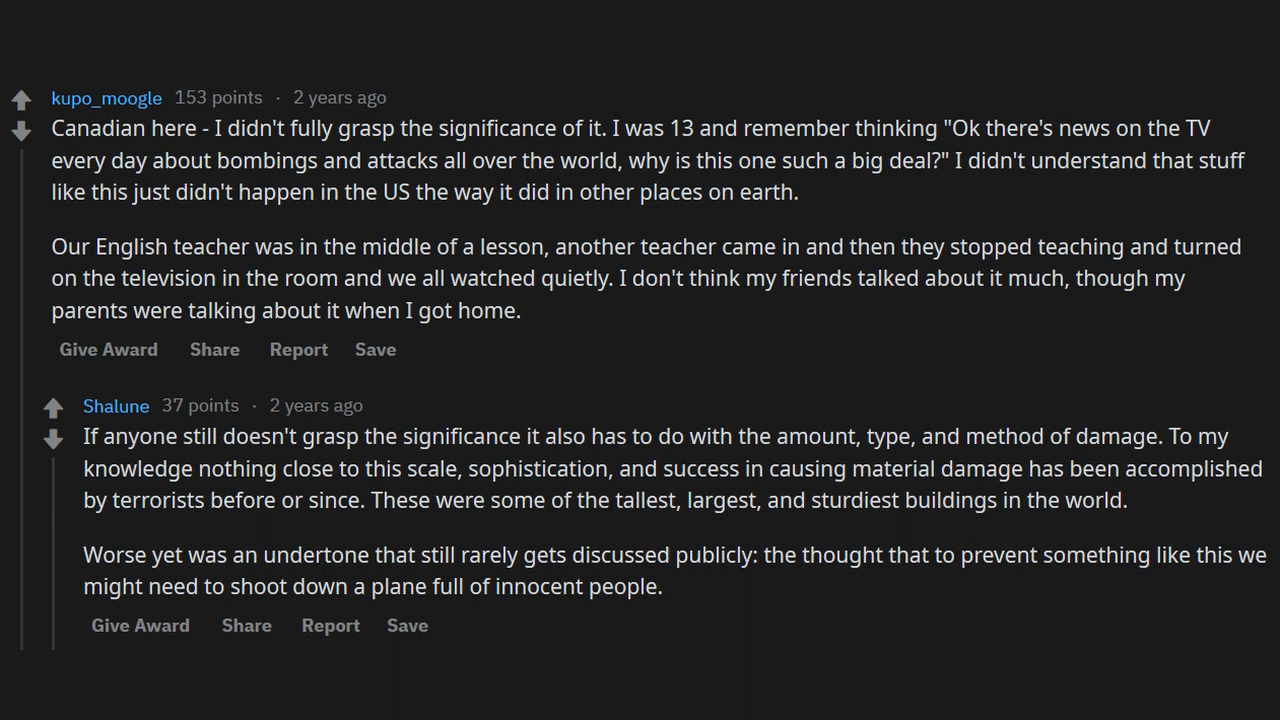 kupo_moogle 153 points · 2 years ago
Canadian here - I didn't fully grasp the significance of it. I was 13 and remember thinking "Ok there's news on the TV
every day about bombings and attacks all over the world, why is this one such a big deal?" I didn't understand that stuff
like this just didn't happen in the US the way it did in other places on earth.
Our English teacher was in the middle of a lesson, another teacher came in and then they stopped teaching and turned
on the television in the room and we all watched quietly. I don't think my friends talked about it much, though my
parents were talking about it when I got home.
Give Award Share Report Save
Shalune 37 points · 2 years ago
If anyone still doesn't grasp the significance it also has to do with the amount, type, and method of damage. To my
knowledge nothing close to this scale, sophistication, and success in causing material damage has been accomplished
by terrorists before or since. These were some of the tallest, largest, and sturdiest buildings in the world.
Worse yet was an undertone that still rarely gets discussed publicly: the thought that to prevent something like this we
might need to shoot down a plane full of innocent people.
Give Award Share Report Save